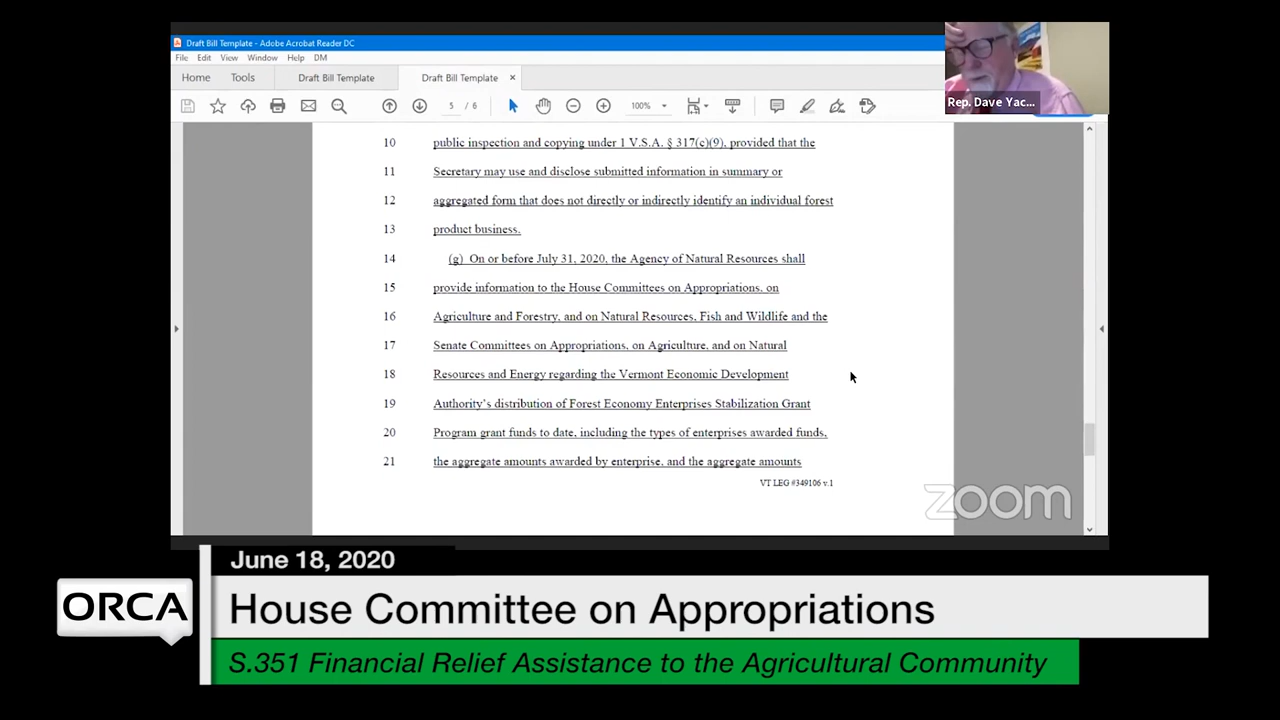 Draft Bill Template - Adobe Acrobat Reader DC
File Edit View Window Help DM
Home Tools Draft Bill Template Draft Bill Template ×
5 / 6 100%
Rep. Dave Yac...
10 public inspection and copying under 1 V.S.A. § 317(c)(9), provided that the
11 Secretary may use and disclose submitted information in summary or
12 aggregated form that does not directly or indirectly identify an individual forest
13 product business.
14 (g) On or before July 31, 2020, the Agency of Natural Resources shall
15 provide information to the House Committees on Appropriations, on
16 Agriculture and Forestry, and on Natural Resources, Fish and Wildlife and the
17 Senate Committees on Appropriations, on Agriculture, and on Natural
18 Resources and Energy regarding the Vermont Economic Development
19 Authority's distribution of Forest Economy Enterprises Stabilization Grant
20 Program grant funds to date, including the types of enterprises awarded funds,
21 the aggregate amounts awarded by enterprise, and the aggregate amounts
VT LEG #349106 v.1
zoom
June 18, 2020
ORCA
House Committee on Appropriations
S.351 Financial Relief Assistance to the Agricultural Community